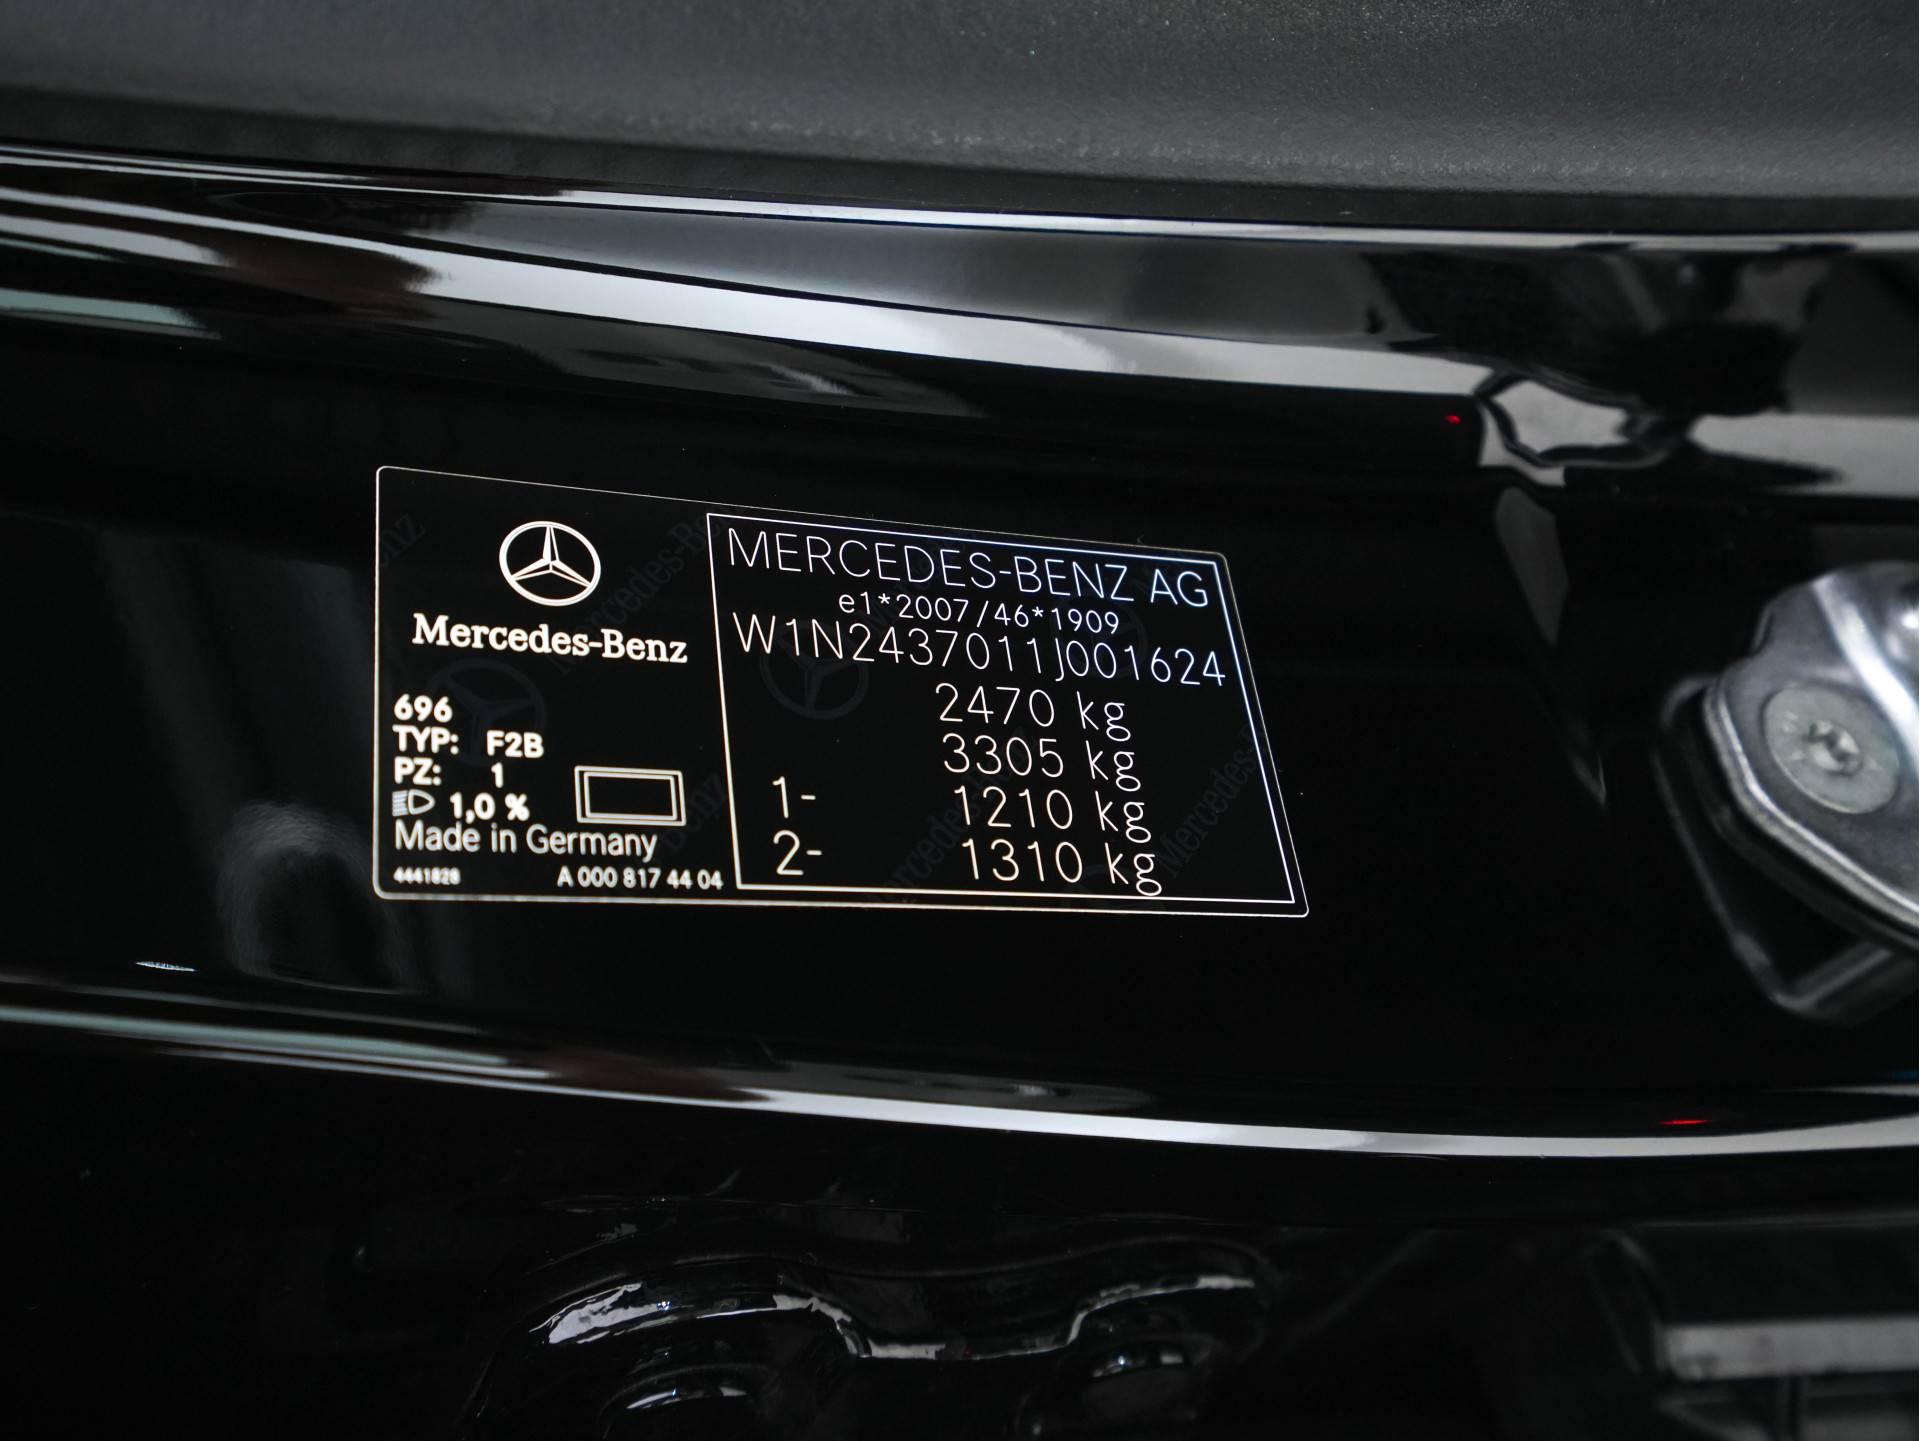 Mercedes-Benz
696
TYP: F2B
PZ: 1
1,0 %
Made in Germany
4441828
A 000 817 44 04
MERCEDES-BENZ AG
e1*2007/46*1909
W1N2437011J001624
2470 kg
3305 kg
1- 1210 kg
2- 1310 kg